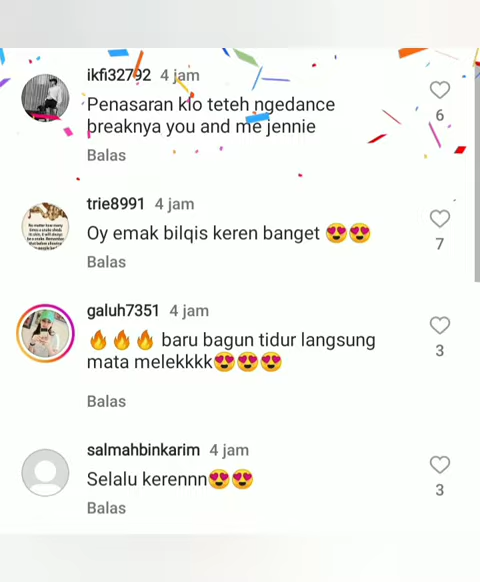 ikfi32792 4 jam
Penasaran klo teteh ngedance
breaknya you and me jennie
Balas
6
trie8991 4 jam
Oy emak bilqis keren banget 😍😍
Balas
7
galuh7351 4 jam
🔥🔥🔥 baru bagun tidur langsung
mata melekkkk😍😍😍
Balas
3
salmahbinkarim 4 jam
Selalu kerennn😍😍
Balas
3